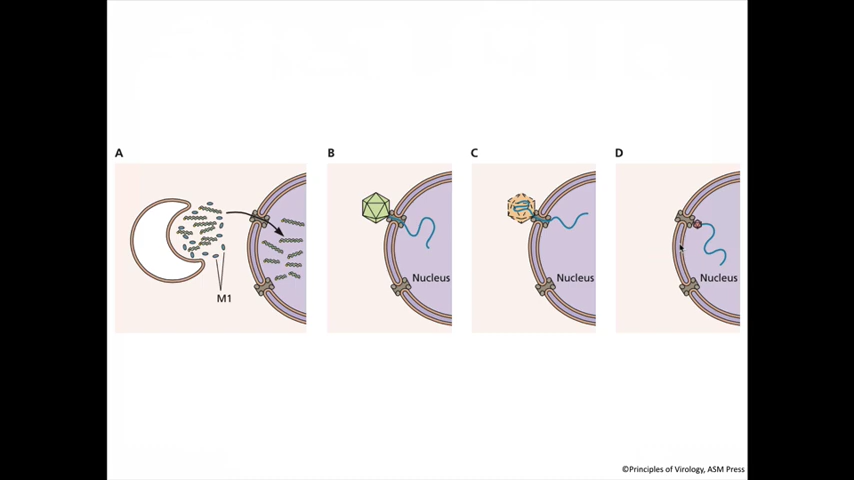 A
B
C
D
M1
Nucleus
Nucleus
Nucleus
©Principles of Virology, ASM Press